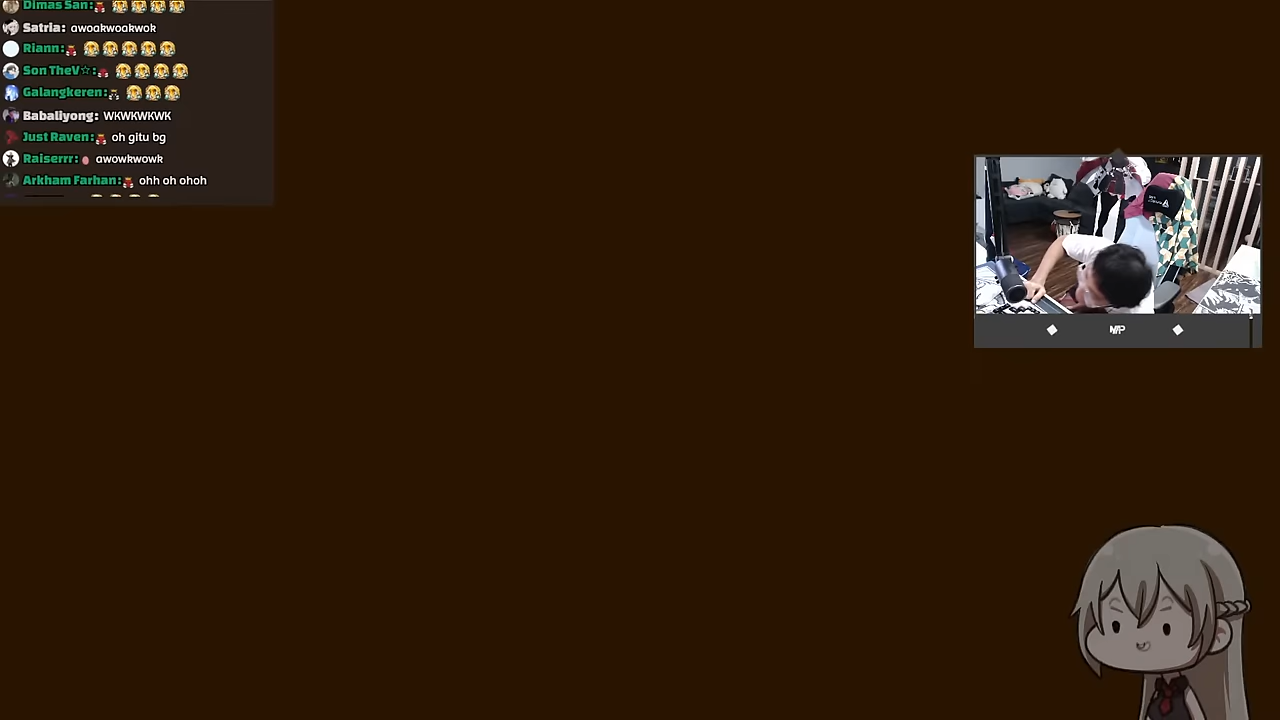 Dimas San:
Satria: awoakwoakwok
Riann:
Son TheV☆:
Galangkeren:
Babaliyong: WKWKWKWK
Just Raven: oh gitu bg
Raiserrr: awowkwowk
Arkham Farhan: ohh oh ohoh